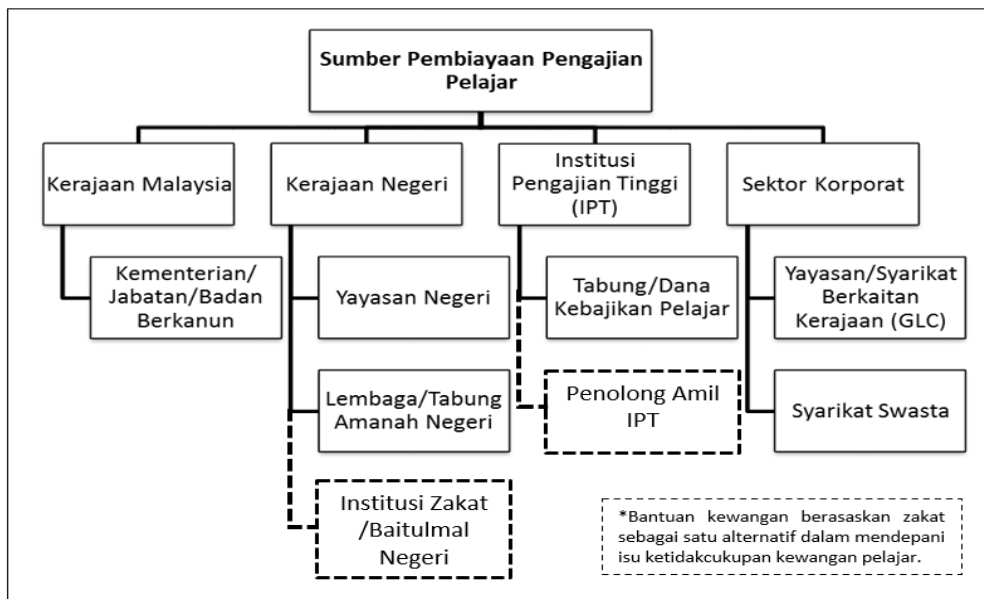 Sumber Pembiayaan Pengajian
Pelajar
Kerajaan Malaysia
Kerajaan Negeri
Institusi
Pengajian Tinggi
(IPT)
Sektor Korporat
Kementerian/
Jabatan/Badan
Berkanun
Yayasan Negeri
Tabung/Dana
Kebajikan Pelajar
Yayasan/Syarikat
Berkaitan
Kerajaan (GLC)
Lembaga/Tabung
Amanah Negeri
Penolong Amil
IPT
Syarikat Swasta
Institusi Zakat
/Baitulmal
Negeri
*Bantuan kewangan berasaskan zakat
sebagai satu alternatif dalam mendepani
isu ketidakcukupan kewangan pelajar.